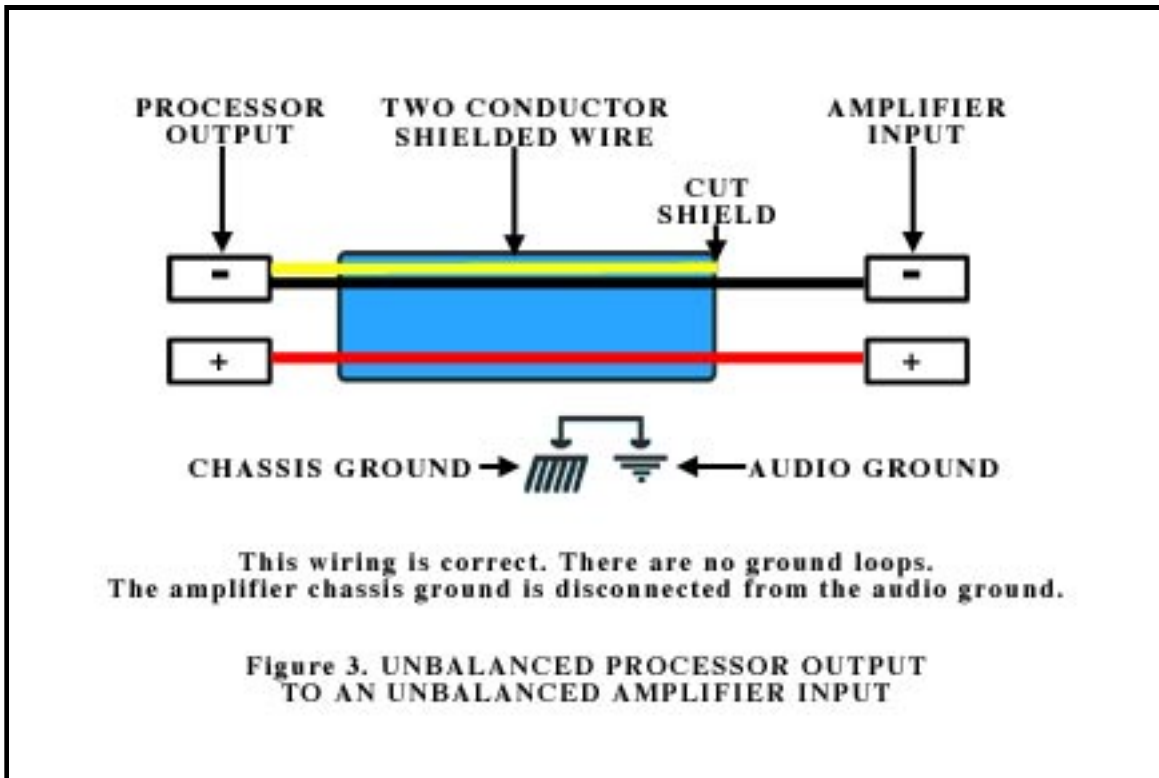 PROCESSOR OUTPUT
TWO CONDUCTOR SHIELDED WIRE
AMPLIFIER INPUT
CUT SHIELD
-
-
+
+
CHASSIS GROUND
AUDIO GROUND
This wiring is correct. There are no ground loops.
The amplifier chassis ground is disconnected from the audio ground.
Figure 3. UNBALANCED PROCESSOR OUTPUT
TO AN UNBALANCED AMPLIFIER INPUT